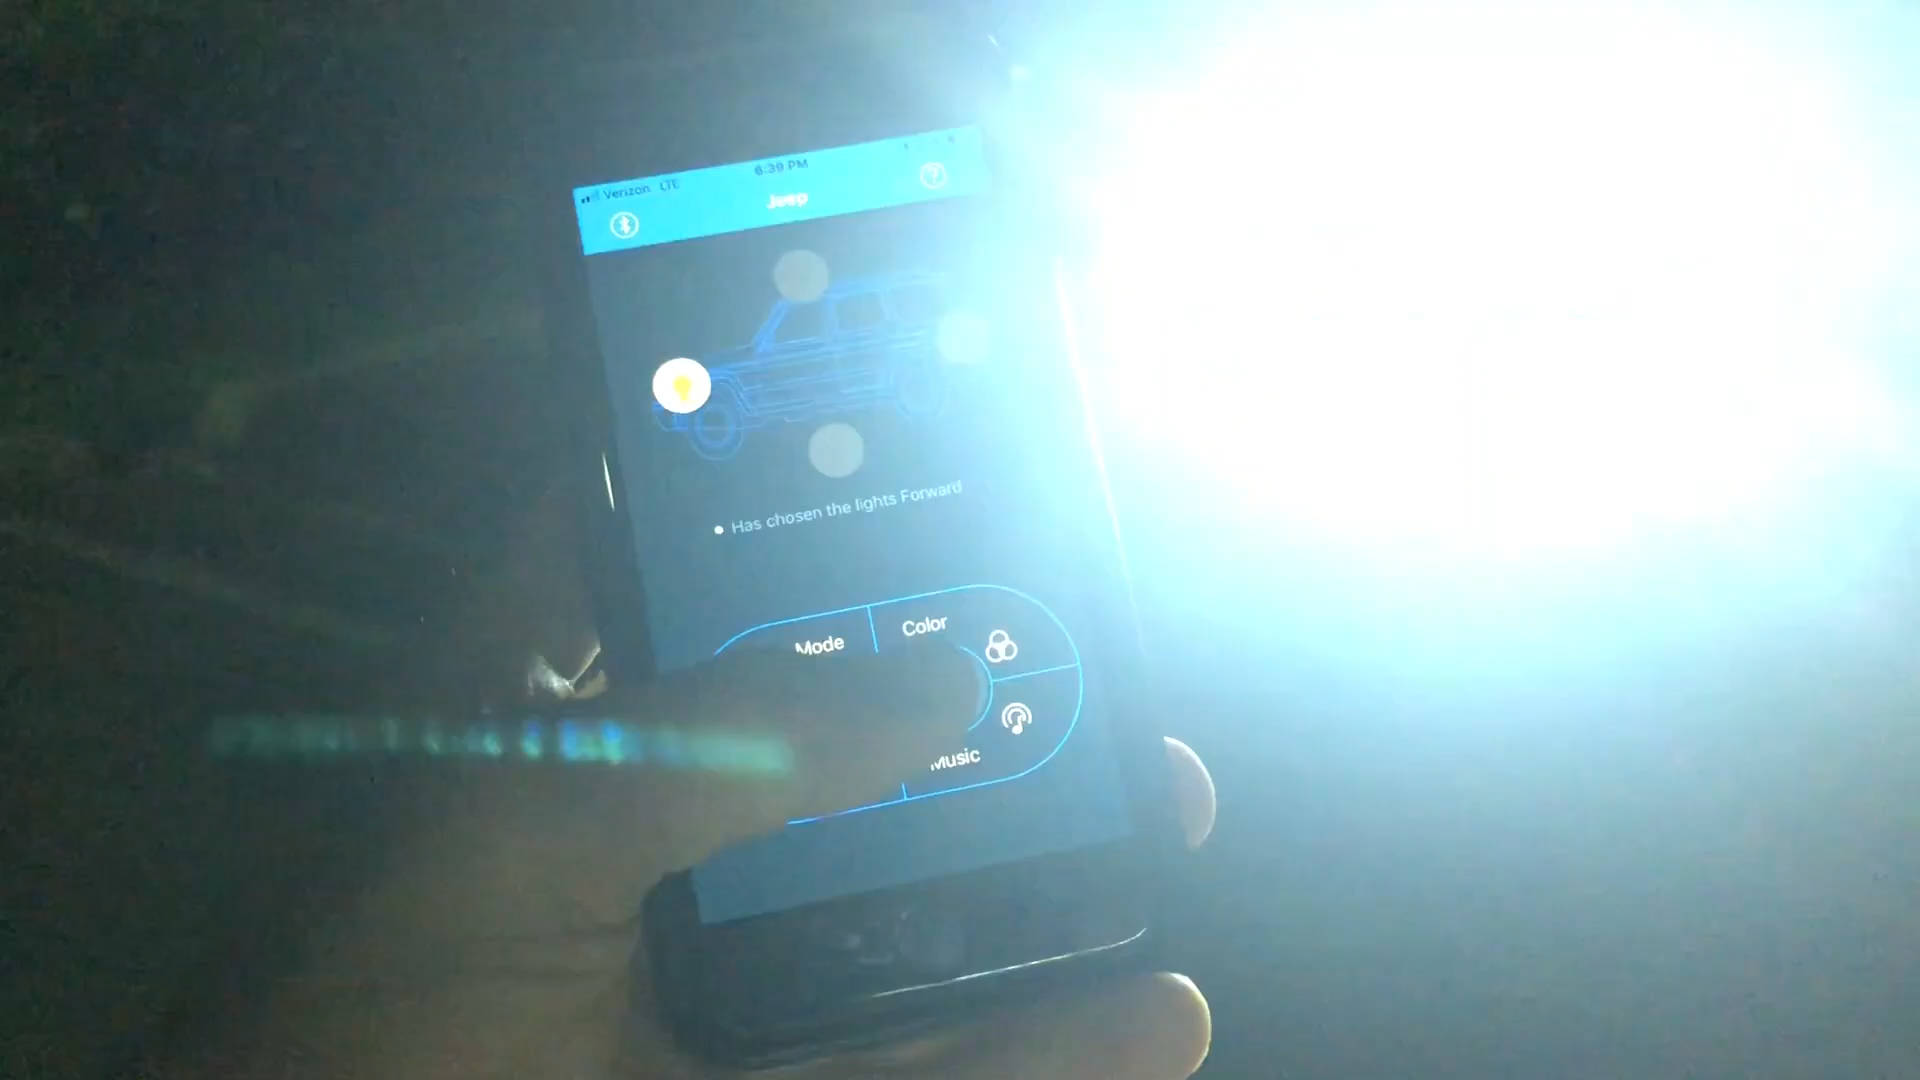 Verizon LTE
6:39 PM
Jeep
Has chosen the lights Forward
Mode
Color
Music